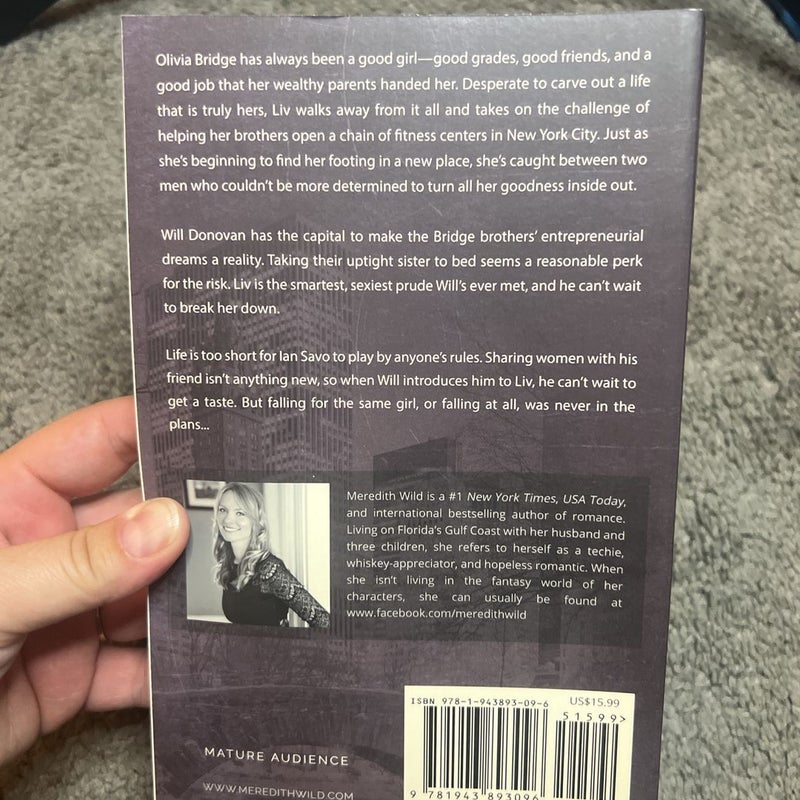 Olivia Bridge has always been a good girl—good grades, good friends, and a
good job that her wealthy parents handed her. Desperate to carve out a life
that is truly hers, Liv walks away from it all and takes on the challenge of
helping her brothers open a chain of fitness centers in New York City. Just as
she's beginning to find her footing in a new place, she's caught between two
men who couldn't be more determined to turn all her goodness inside out.
Will Donovan has the capital to make the Bridge brothers' entrepreneurial
dreams a reality. Taking their uptight sister to bed seems a reasonable perk
for the risk. Liv is the smartest, sexiest prude Will's ever met, and he can't wait
to break her down.
Life is too short for Ian Savo to play by anyone's rules. Sharing women with his
friend isn't anything new, so when Will introduces him to Liv, he can't wait to
get a taste. But falling for the same girl, or falling at all, was never in the
plans...
Meredith Wild is a #1 New York Times, USA Today,
and international bestselling author of romance.
Living on Florida's Gulf Coast with her husband and
three children, she refers to herself as a techie,
whiskey-appreciator, and hopeless romantic. When
she isn't living in the fantasy world of her
characters, she can usually be found at
www.facebook.com/meredithwild
ISBN 978-1-943893-09-6
US$15.99
51599>
9 781943 893096
MATURE AUDIENCE
WWW.MEREDITHWILD.COM